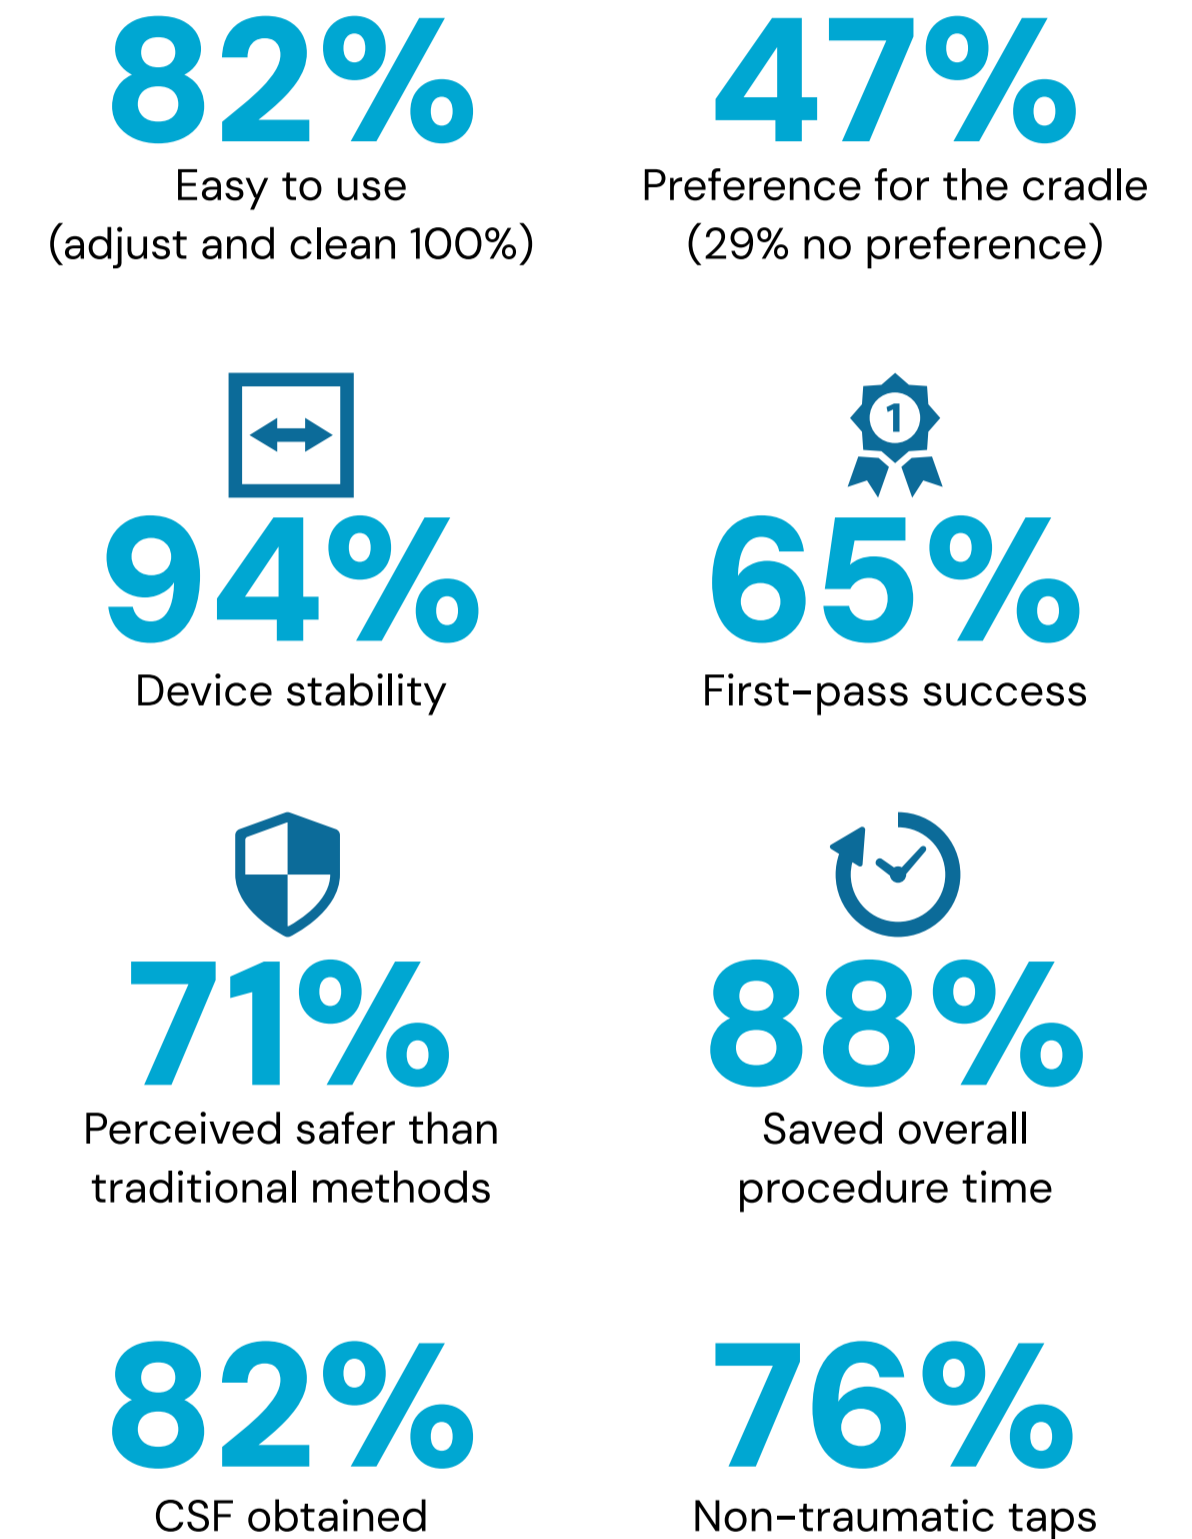 82%
Easy to use
(adjust and clean 100%)
47%
Preference for the cradle
(29% no preference)
94%
Device stability
1
65%
First-pass success
71%
Perceived safer than
traditional methods
88%
Saved overall
procedure time
82%
CSF obtained
76%
Non-traumatic taps